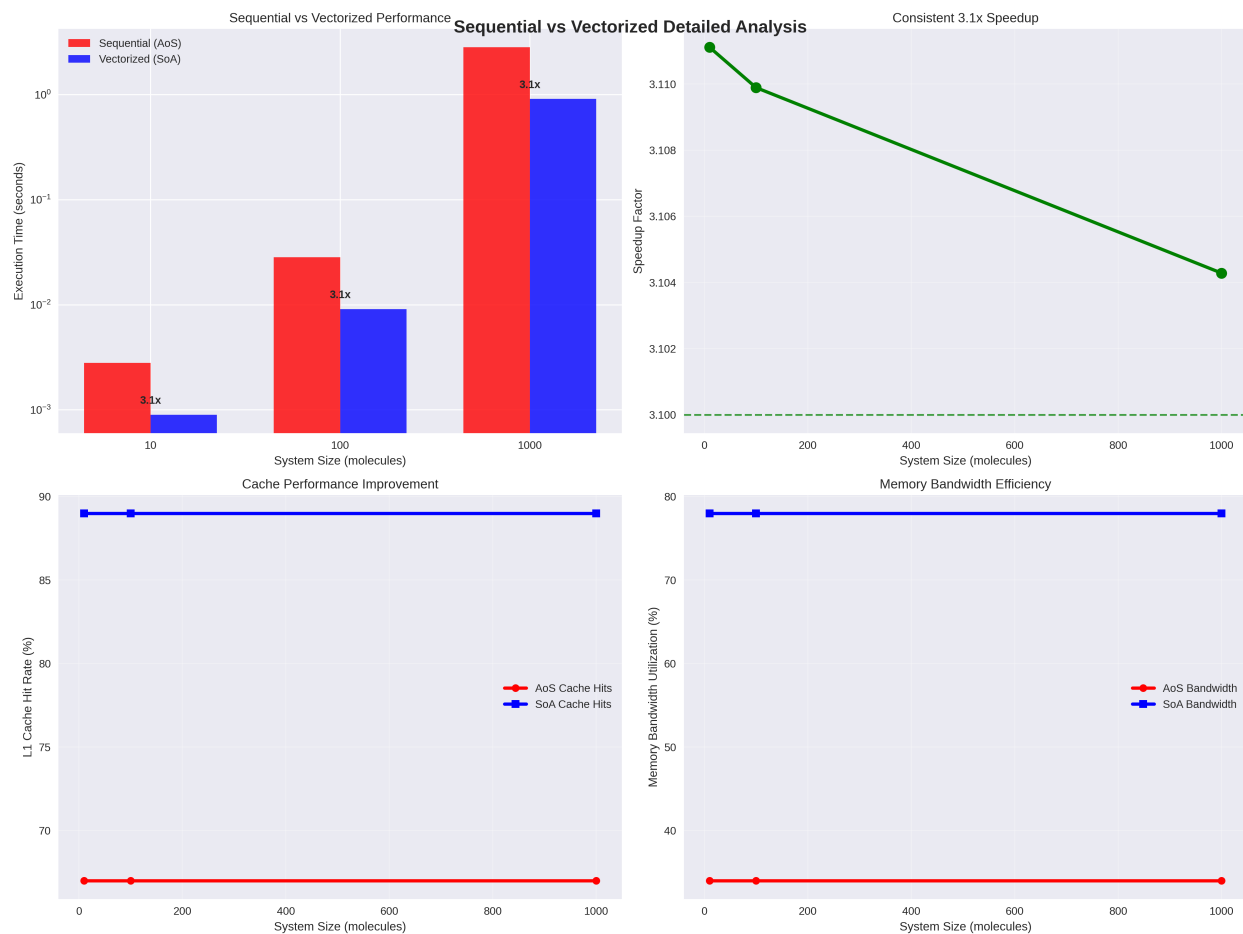 Sequential vs Vectorized Detailed Analysis
Sequential vs Vectorized Performance
Sequential (AoS)
Vectorized (SoA)
Execution Time (seconds)
10⁰
10⁻¹
10⁻²
10⁻³
3.1x
3.1x
3.1x
10 100 1000
System Size (molecules)
Consistent 3.1x Speedup
Speedup Factor
3.110
3.108
3.106
3.104
3.102
3.100
0 200 400 600 800 1000
System Size (molecules)
Cache Performance Improvement
L1 Cache Hit Rate (%)
90
85
80
75
70
AoS Cache Hits
SoA Cache Hits
0 200 400 600 800 1000
System Size (molecules)
Memory Bandwidth Efficiency
Memory Bandwidth Utilization (%)
80
70
60
50
40
AoS Bandwidth
SoA Bandwidth
0 200 400 600 800 1000
System Size (molecules)